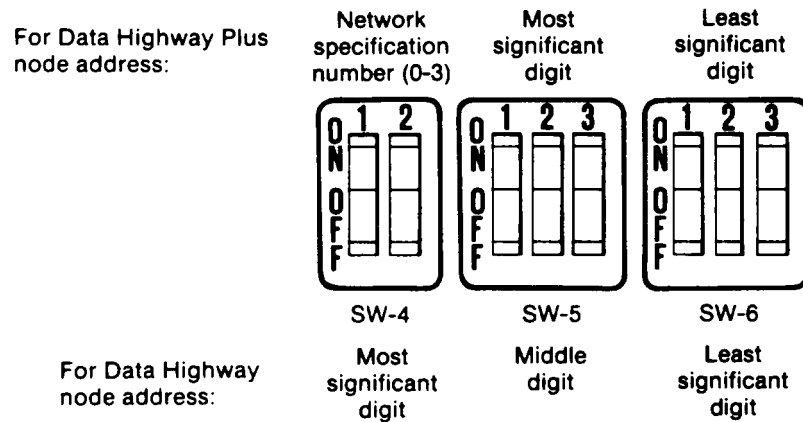 For Data Highway Plus
node address:
Network
specification
number (0-3)
Most
significant
digit
Least
significant
digit
1 2
ON OFF
1 2 3
ON OFF
1 2 3
ON OFF
SW-4
SW-5
SW-6
For Data Highway
node address:
Most
significant
digit
Middle
digit
Least
significant
digit